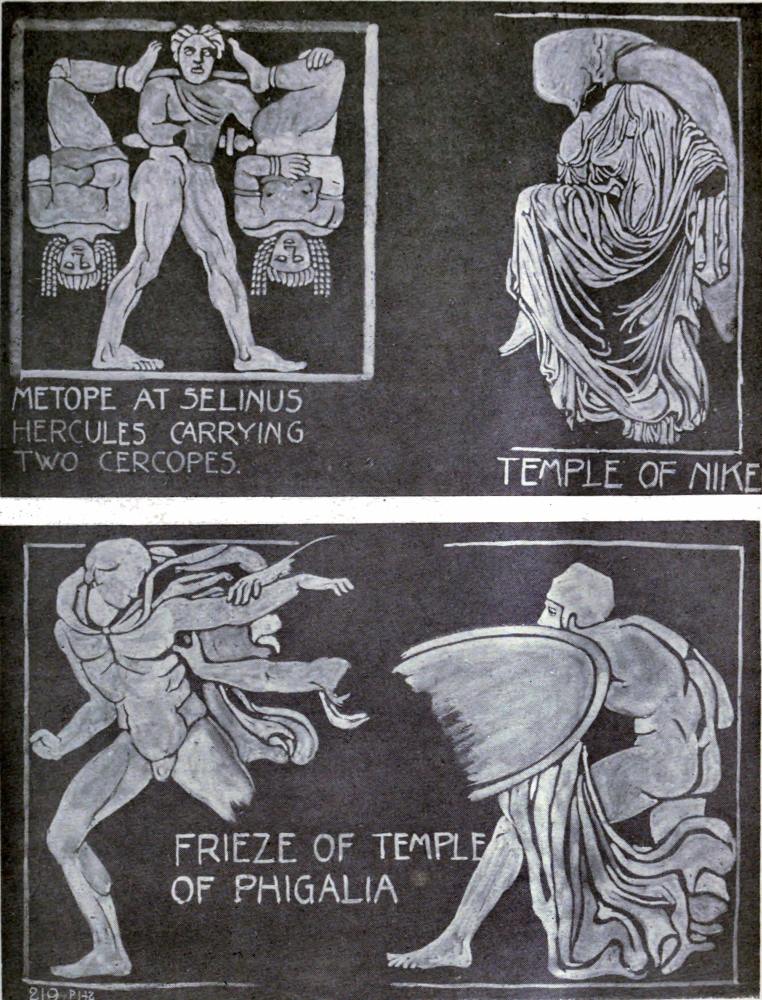 METOPE AT SELINUS
HERCULES CARRYING
TWO CERCOPES.
TEMPLE OF NIKE
FRIEZE OF TEMPLE
OF PHIGALIA
219